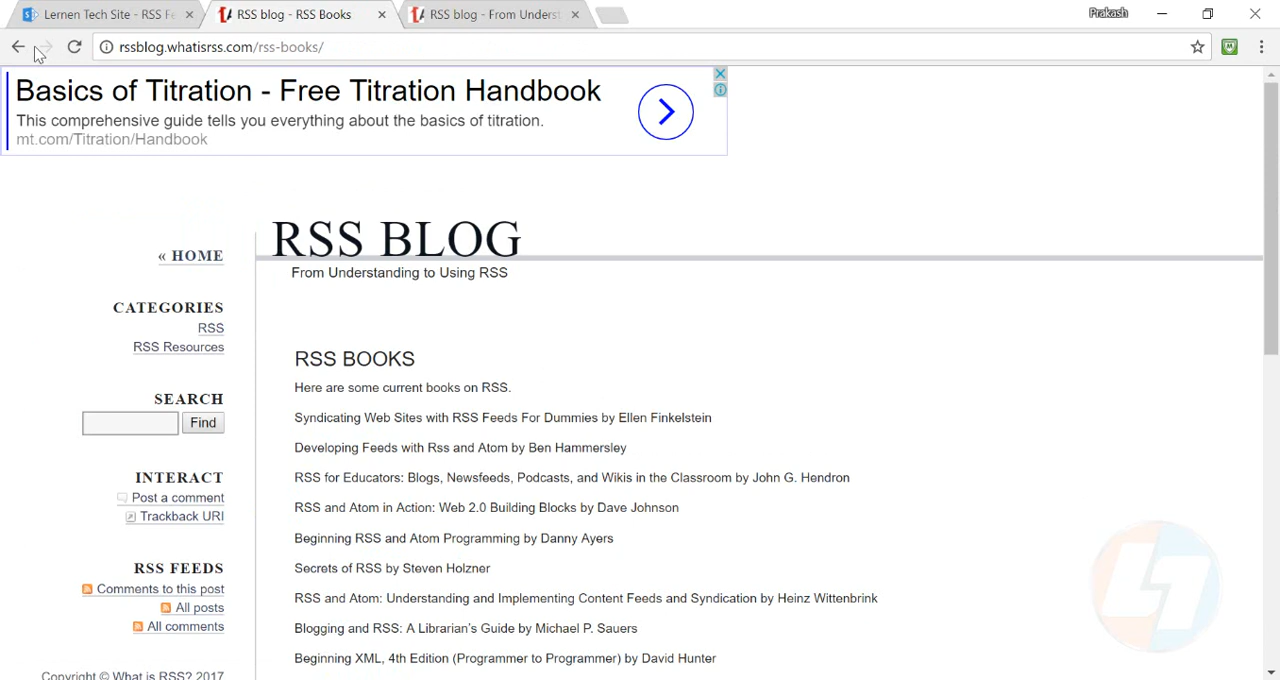 Lernen Tech Site - RSS Fe
RSS blog - RSS Books
RSS blog - From Underst
Prakash
rssblog.whatisrss.com/rss-books/
Basics of Titration - Free Titration Handbook
This comprehensive guide tells you everything about the basics of titration.
mt.com/Titration/Handbook
« HOME
RSS BLOG
From Understanding to Using RSS
CATEGORIES
RSS
RSS Resources
SEARCH
Find
INTERACT
Post a comment
Trackback URI
RSS FEEDS
Comments to this post
All posts
All comments
Copyright © What is RSS? 2017
RSS BOOKS
Here are some current books on RSS.
Syndicating Web Sites with RSS Feeds For Dummies by Ellen Finkelstein
Developing Feeds with Rss and Atom by Ben Hammersley
RSS for Educators: Blogs, Newsfeeds, Podcasts, and Wikis in the Classroom by John G. Hendron
RSS and Atom in Action: Web 2.0 Building Blocks by Dave Johnson
Beginning RSS and Atom Programming by Danny Ayers
Secrets of RSS by Steven Holzner
RSS and Atom: Understanding and Implementing Content Feeds and Syndication by Heinz Wittenbrink
Blogging and RSS: A Librarian's Guide by Michael P. Sauers
Beginning XML, 4th Edition (Programmer to Programmer) by David Hunter